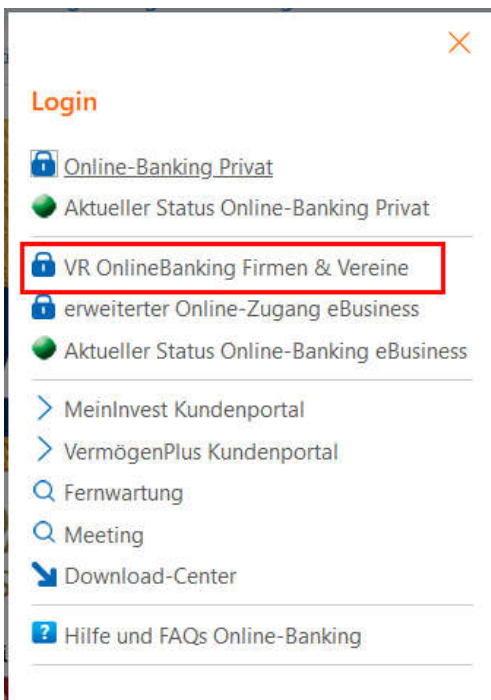 Login
Online-Banking Privat
Aktueller Status Online-Banking Privat
VR OnlineBanking Firmen & Vereine
erweiterter Online-Zugang eBusiness
Aktueller Status Online-Banking eBusiness
MeinInvest Kundenportal
VermögenPlus Kundenportal
Fernwartung
Meeting
Download-Center
Hilfe und FAQs Online-Banking